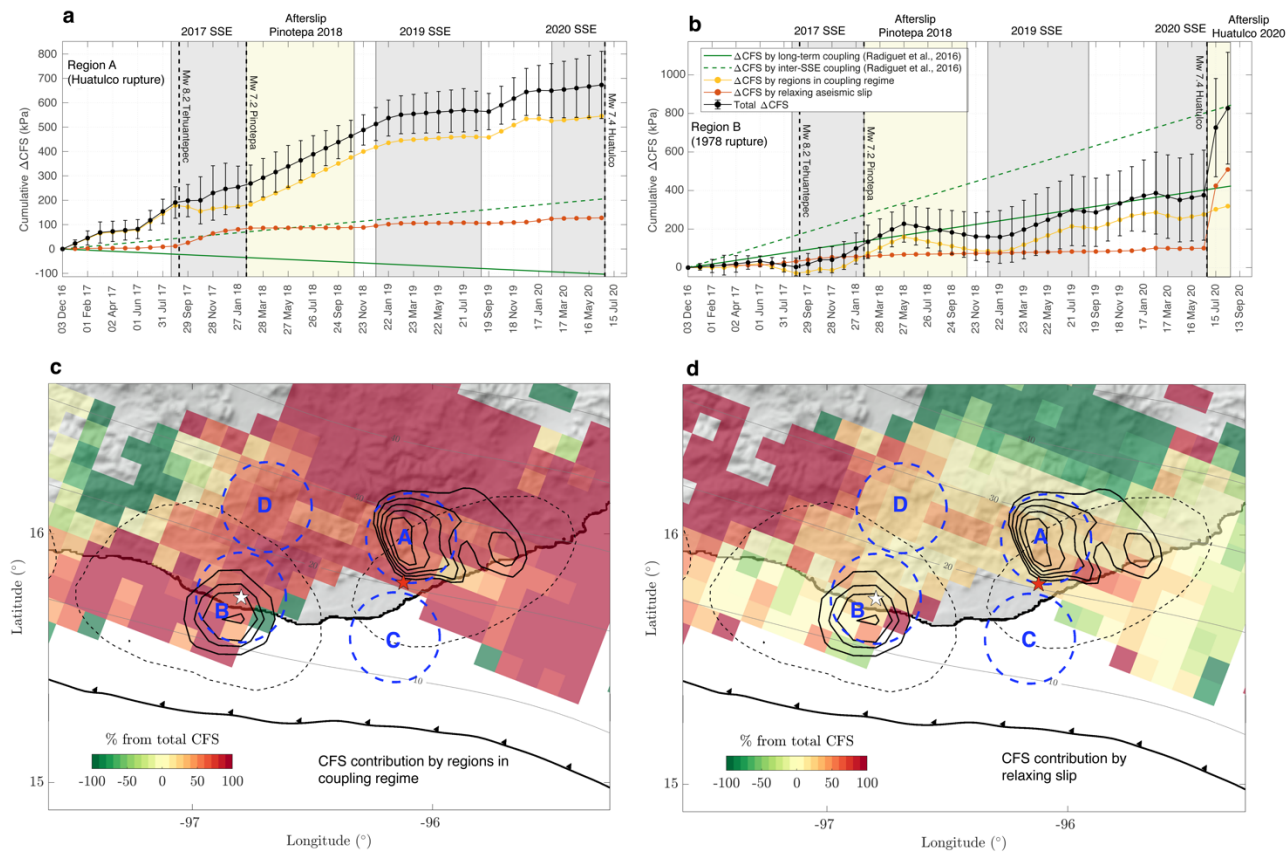 a
2017 SSE
Afterslip
Pinotepa 2018
2019 SSE
2020 SSE
Region A
(Huatulco rupture)
Mw 8.2 Tehuantepec
Mw 7.2 Pinotepa
Mw 7.4 Huatulco
Cumulative ΔCFS (kPa)
800
700
600
500
400
300
200
100
0
-100
03 Dec 16
01 Feb 17
02 Apr 17
01 Jun 17
31 Jul 17
29 Sep 17
28 Nov 17
27 Jan 18
28 Mar 18
27 May 18
26 Jul 18
24 Sep 18
23 Nov 18
22 Jan 19
23 Mar 19
22 May 19
21 Jul 19
19 Sep 19
18 Nov 19
17 Jan 20
17 Mar 20
16 May 20
15 Jul 20
b
2017 SSE
Afterslip
Pinotepa 2018
2019 SSE
2020 SSE
Afterslip
Huatulco 2020
ΔCFS by long-term coupling (Radiguet et al., 2016)
ΔCFS by inter-SSE coupling (Radiguet et al., 2016)
ΔCFS by regions in coupling regime
ΔCFS by relaxing aseismic slip
Total ΔCFS
Region B
(1978 rupture)
Mw 8.2 Tehuantepec
Mw 7.2 Pinotepa
Mw 7.4 Huatulco
Cumulative ΔCFS (kPa)
1000
800
600
400
200
0
03 Dec 16
01 Feb 17
02 Apr 17
01 Jun 17
31 Jul 17
29 Sep 17
28 Nov 17
27 Jan 18
28 Mar 18
27 May 18
26 Jul 18
24 Sep 18
23 Nov 18
22 Jan 19
23 Mar 19
22 May 19
21 Jul 19
19 Sep 19
18 Nov 19
17 Jan 20
17 Mar 20
16 May 20
15 Jul 20
13 Sep 20
c
D
A
B
C
20
10
16
15
Latitude (°)
% from total CFS
-100 -50 0 50 100
CFS contribution by regions in
coupling regime
-97
-96
Longitude (°)
d
D
A
B
C
30
20
10
16
15
Latitude (°)
% from total CFS
-100 -50 0 50 100
CFS contribution by
relaxing slip
-97
-96
Longitude (°)